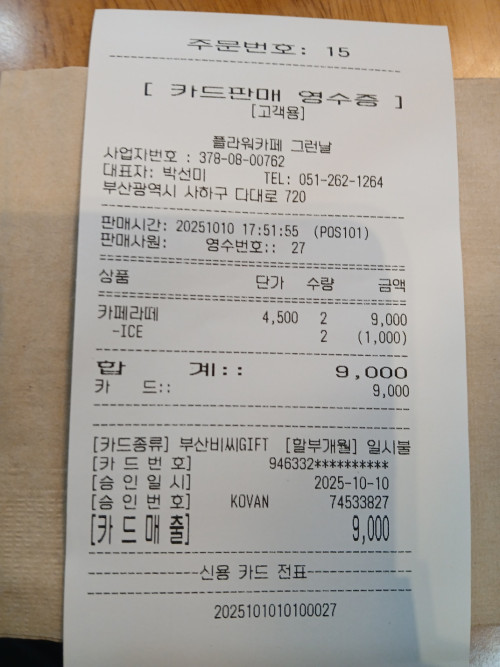 주문번호: 15
[ 카드판매 영수증 ]
[고객용]
플라워카페 그런날
사업자번호 : 378-08-00762
대표자: 박선미 TEL: 051-262-1264
부산광역시 사하구 다대로 720
판매시간: 20251010 17:51:55 (POS101)
판매사원: 영수번호:: 27
상품 단가 수량 금액
카페라떼 4,500 2 9,000
-ICE 2 (1,000)
합 계:: 9,000
카 드:: 9,000
[카드종류] 부산비씨GIFT [할부개월] 일시불
[카 드 번 호] 946332**********
[승 인 일 시] 2025-10-10
[승 인 번 호] KOVAN 74533827
[카 드 매 출] 9,000
신용 카드 전표
2025101010100027